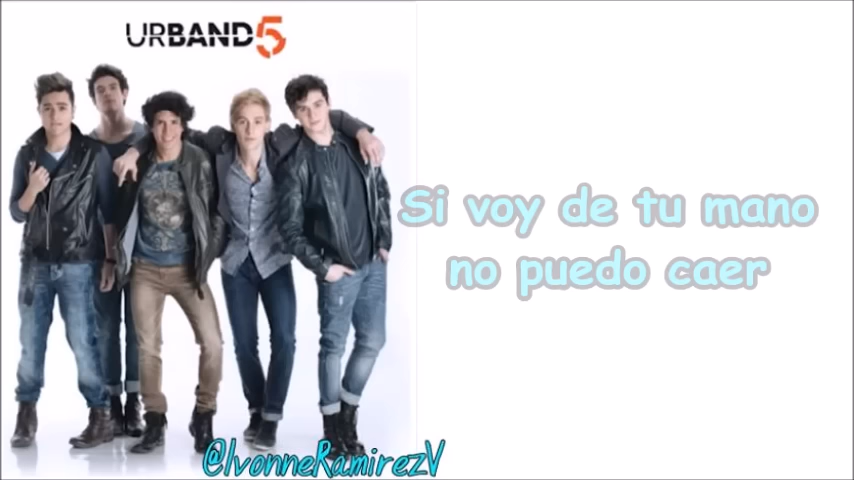 URBAND5
Si voy de tu mano
no puedo caer
@IvonneRamirezV